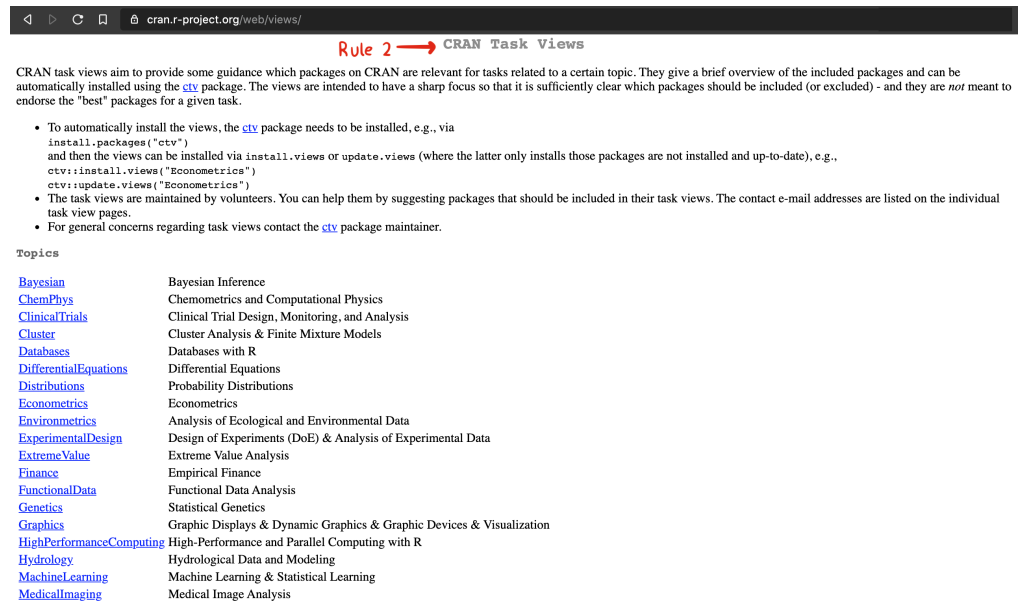 cran.r-project.org/web/views/
Rule 2 CRAN Task Views
CRAN task views aim to provide some guidance which packages on CRAN are relevant for tasks related to a certain topic. They give a brief overview of the included packages and can be
automatically installed using the ctv package. The views are intended to have a sharp focus so that it is sufficiently clear which packages should be included (or excluded) - and they are not meant to
endorse the "best" packages for a given task.
• To automatically install the views, the ctv package needs to be installed, e.g., via
install.packages("ctv")
and then the views can be installed via install.views or update.views (where the latter only installs those packages are not installed and up-to-date), e.g.,
ctv::install.views("Econometrics")
ctv::update.views("Econometrics")
• The task views are maintained by volunteers. You can help them by suggesting packages that should be included in their task views. The contact e-mail addresses are listed on the individual
task view pages.
• For general concerns regarding task views contact the ctv package maintainer.
Topics
Bayesian Bayesian Inference
ChemPhys Chemometrics and Computational Physics
ClinicalTrials Clinical Trial Design, Monitoring, and Analysis
Cluster Cluster Analysis & Finite Mixture Models
Databases Databases with R
DifferentialEquations Differential Equations
Distributions Probability Distributions
Econometrics Econometrics
Environmetrics Analysis of Ecological and Environmental Data
ExperimentalDesign Design of Experiments (DoE) & Analysis of Experimental Data
ExtremeValue Extreme Value Analysis
Finance Empirical Finance
FunctionalData Functional Data Analysis
Genetics Statistical Genetics
Graphics Graphic Displays & Dynamic Graphics & Graphic Devices & Visualization
HighPerformanceComputing High-Performance and Parallel Computing with R
Hydrology Hydrological Data and Modeling
MachineLearning Machine Learning & Statistical Learning
MedicalImaging Medical Image Analysis